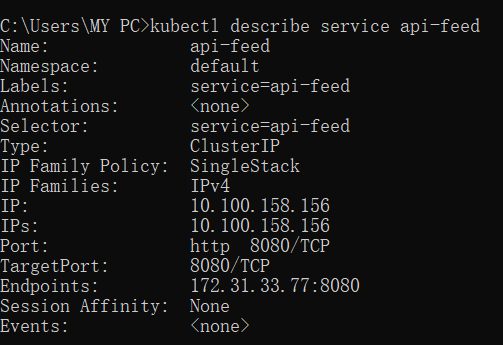 C:\Users\MY PC>kubectl describe service api-feed
Name:              api-feed
Namespace:         default
Labels:            service=api-feed
Annotations:       <none>
Selector:          service=api-feed
Type:              ClusterIP
IP Family Policy:  SingleStack
IP Families:       IPv4
IP:                10.100.158.156
IPs:               10.100.158.156
Port:              http  8080/TCP
TargetPort:        8080/TCP
Endpoints:         172.31.33.77:8080
Session Affinity:  None
Events:            <none>